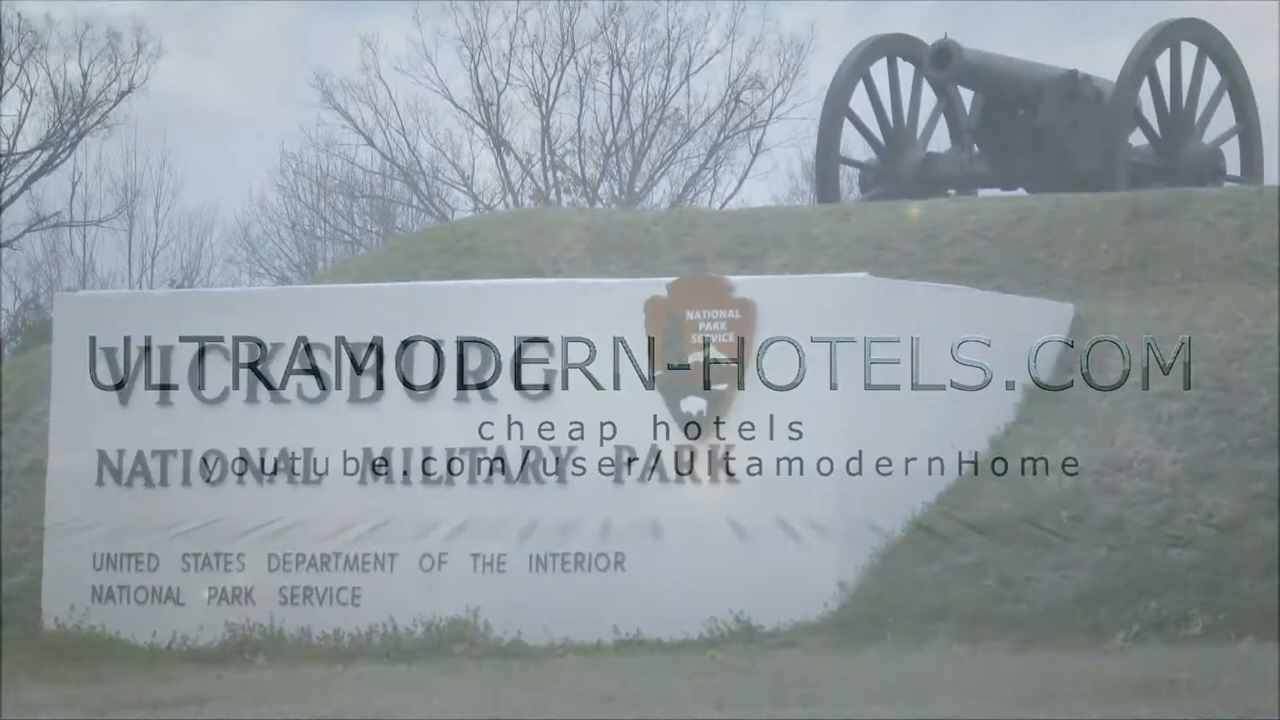 NATIONAL
PARK
SERVICE
ULTRAMODERN-HOTELS.COM
VICKSBURG
cheap hotels
NATIONAL MILITARY PARK
youtube.com/user/UltamodernHome
UNITED STATES DEPARTMENT OF THE INTERIOR
NATIONAL PARK SERVICE